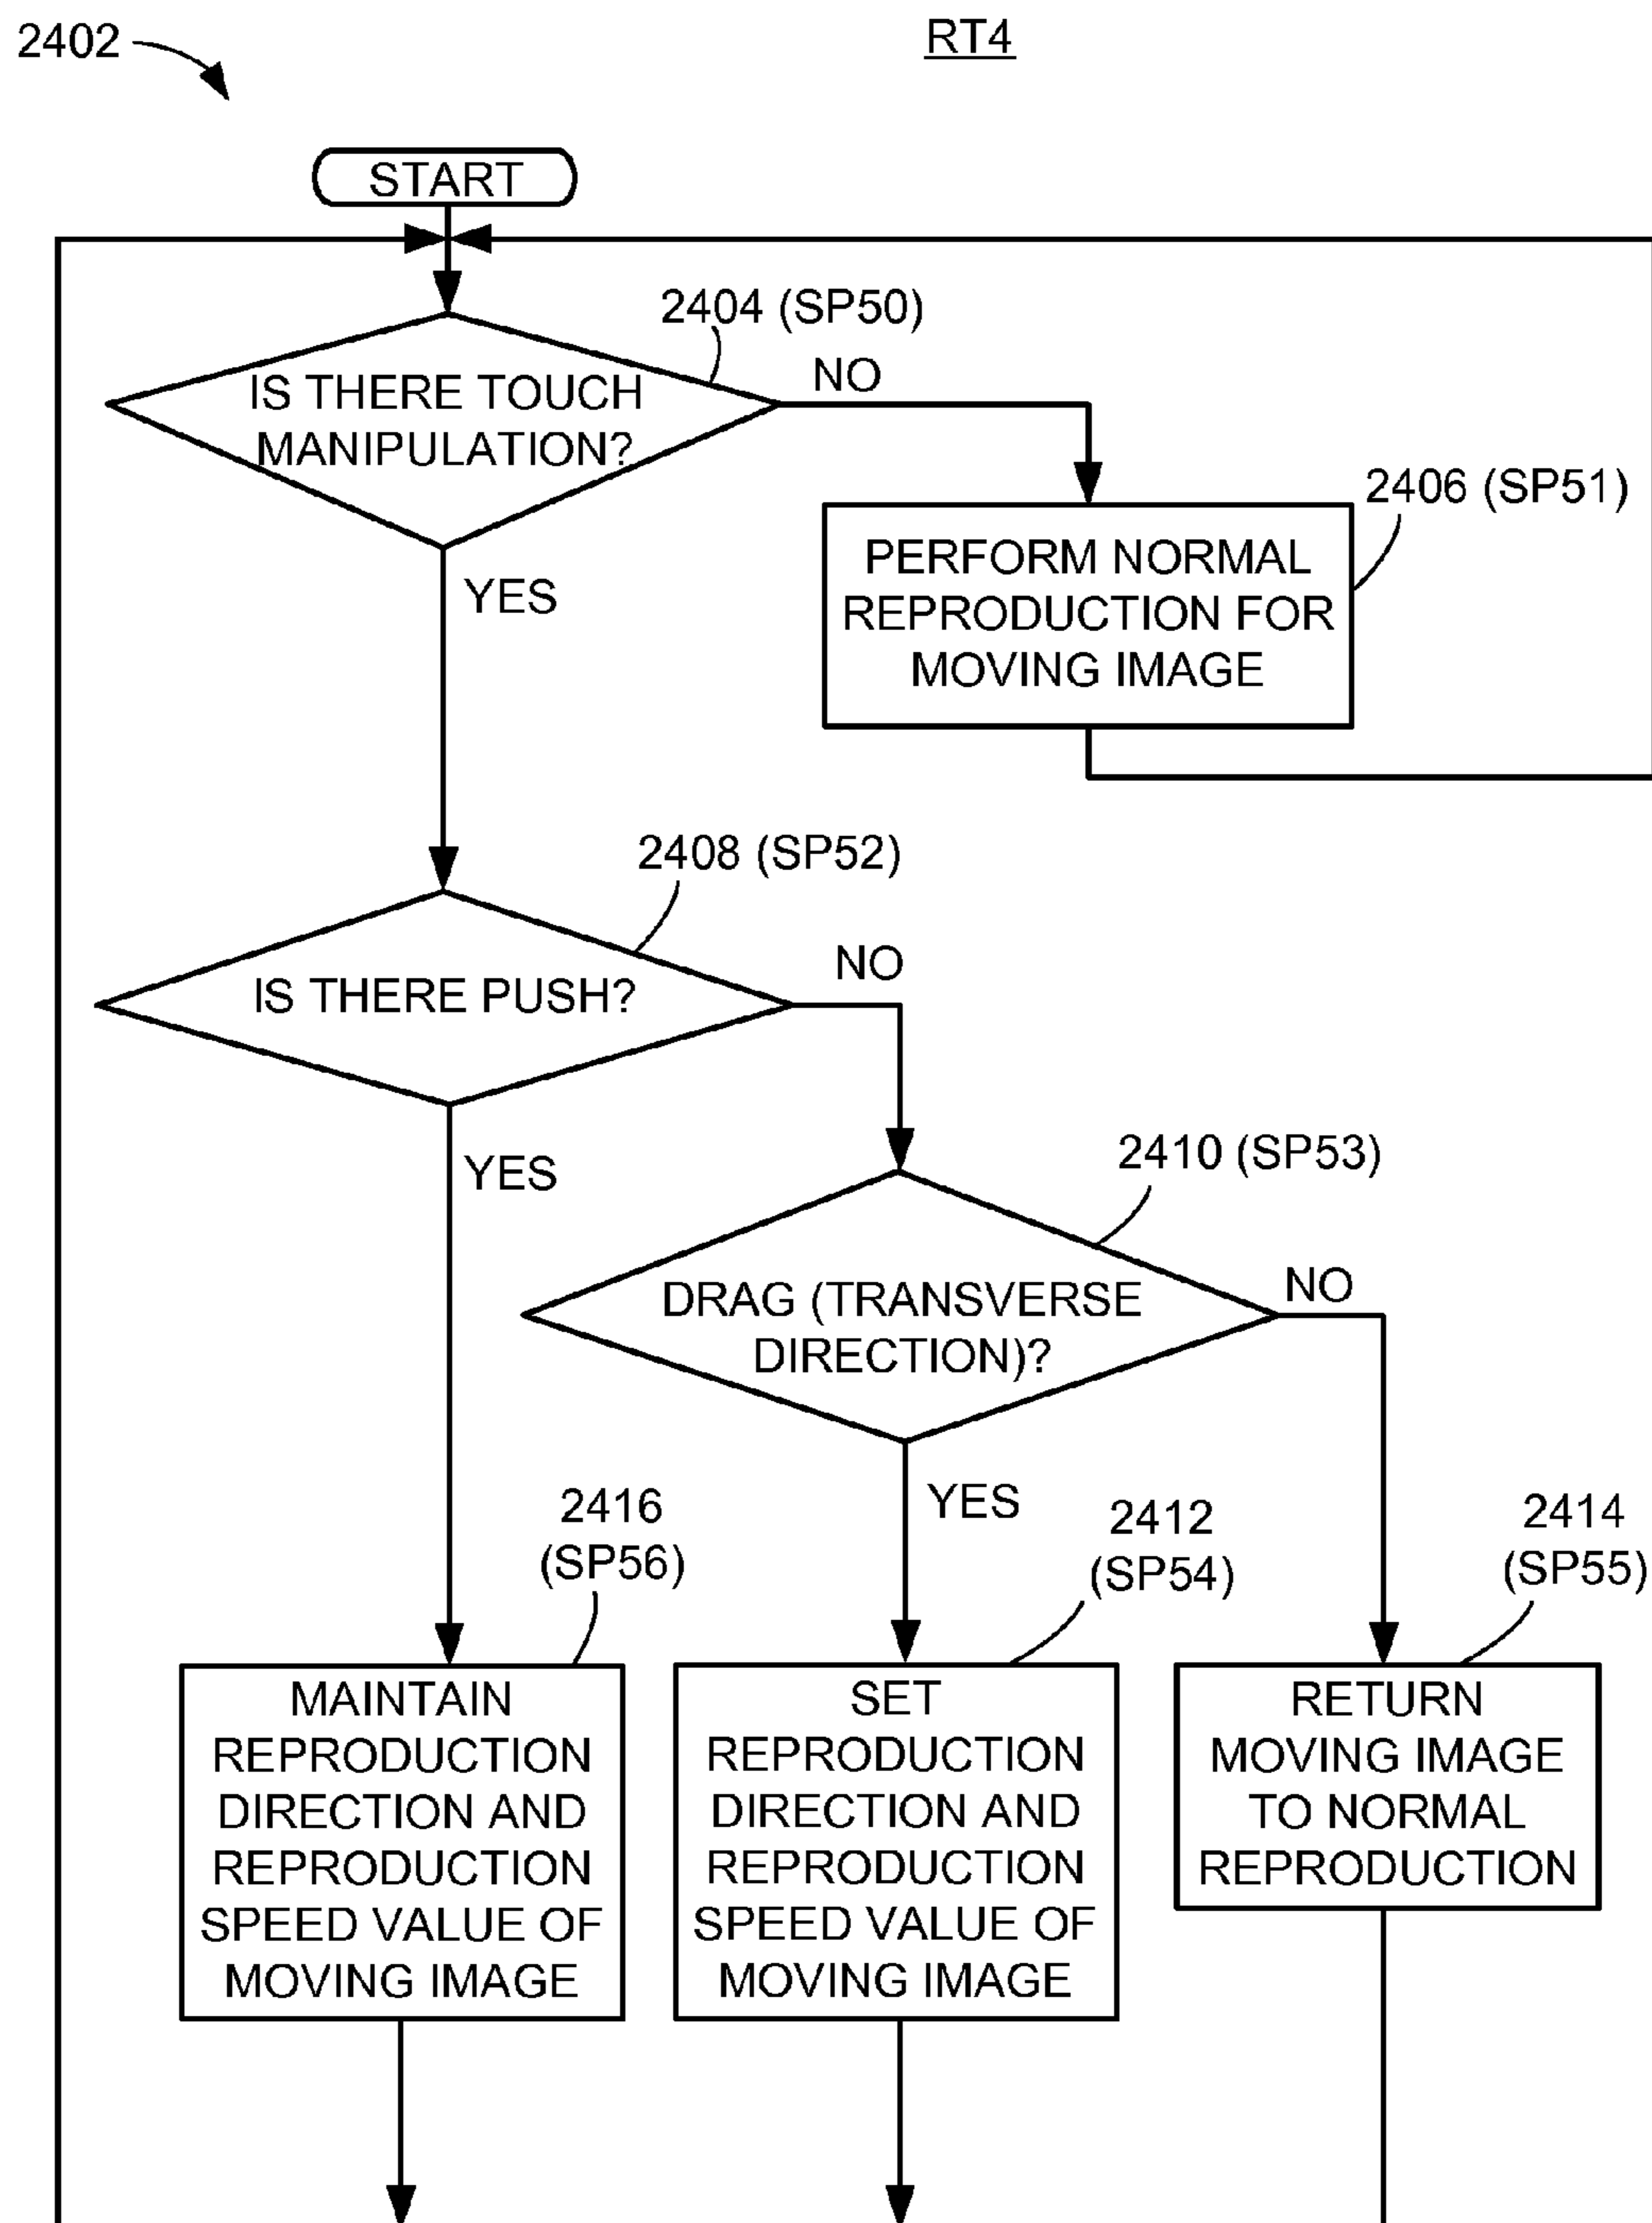 2402
RT4
START
2404 (SP50)
IS THERE TOUCH
MANIPULATION?
NO
YES
2406 (SP51)
PERFORM NORMAL
REPRODUCTION FOR
MOVING IMAGE
2408 (SP52)
IS THERE PUSH?
NO
YES
2410 (SP53)
DRAG (TRANSVERSE
DIRECTION)?
NO
YES
2416
(SP56)
MAINTAIN
REPRODUCTION
DIRECTION AND
REPRODUCTION
SPEED VALUE OF
MOVING IMAGE
2412
(SP54)
SET
REPRODUCTION
DIRECTION AND
REPRODUCTION
SPEED VALUE OF
MOVING IMAGE
2414
(SP55)
RETURN
MOVING IMAGE
TO NORMAL
REPRODUCTION